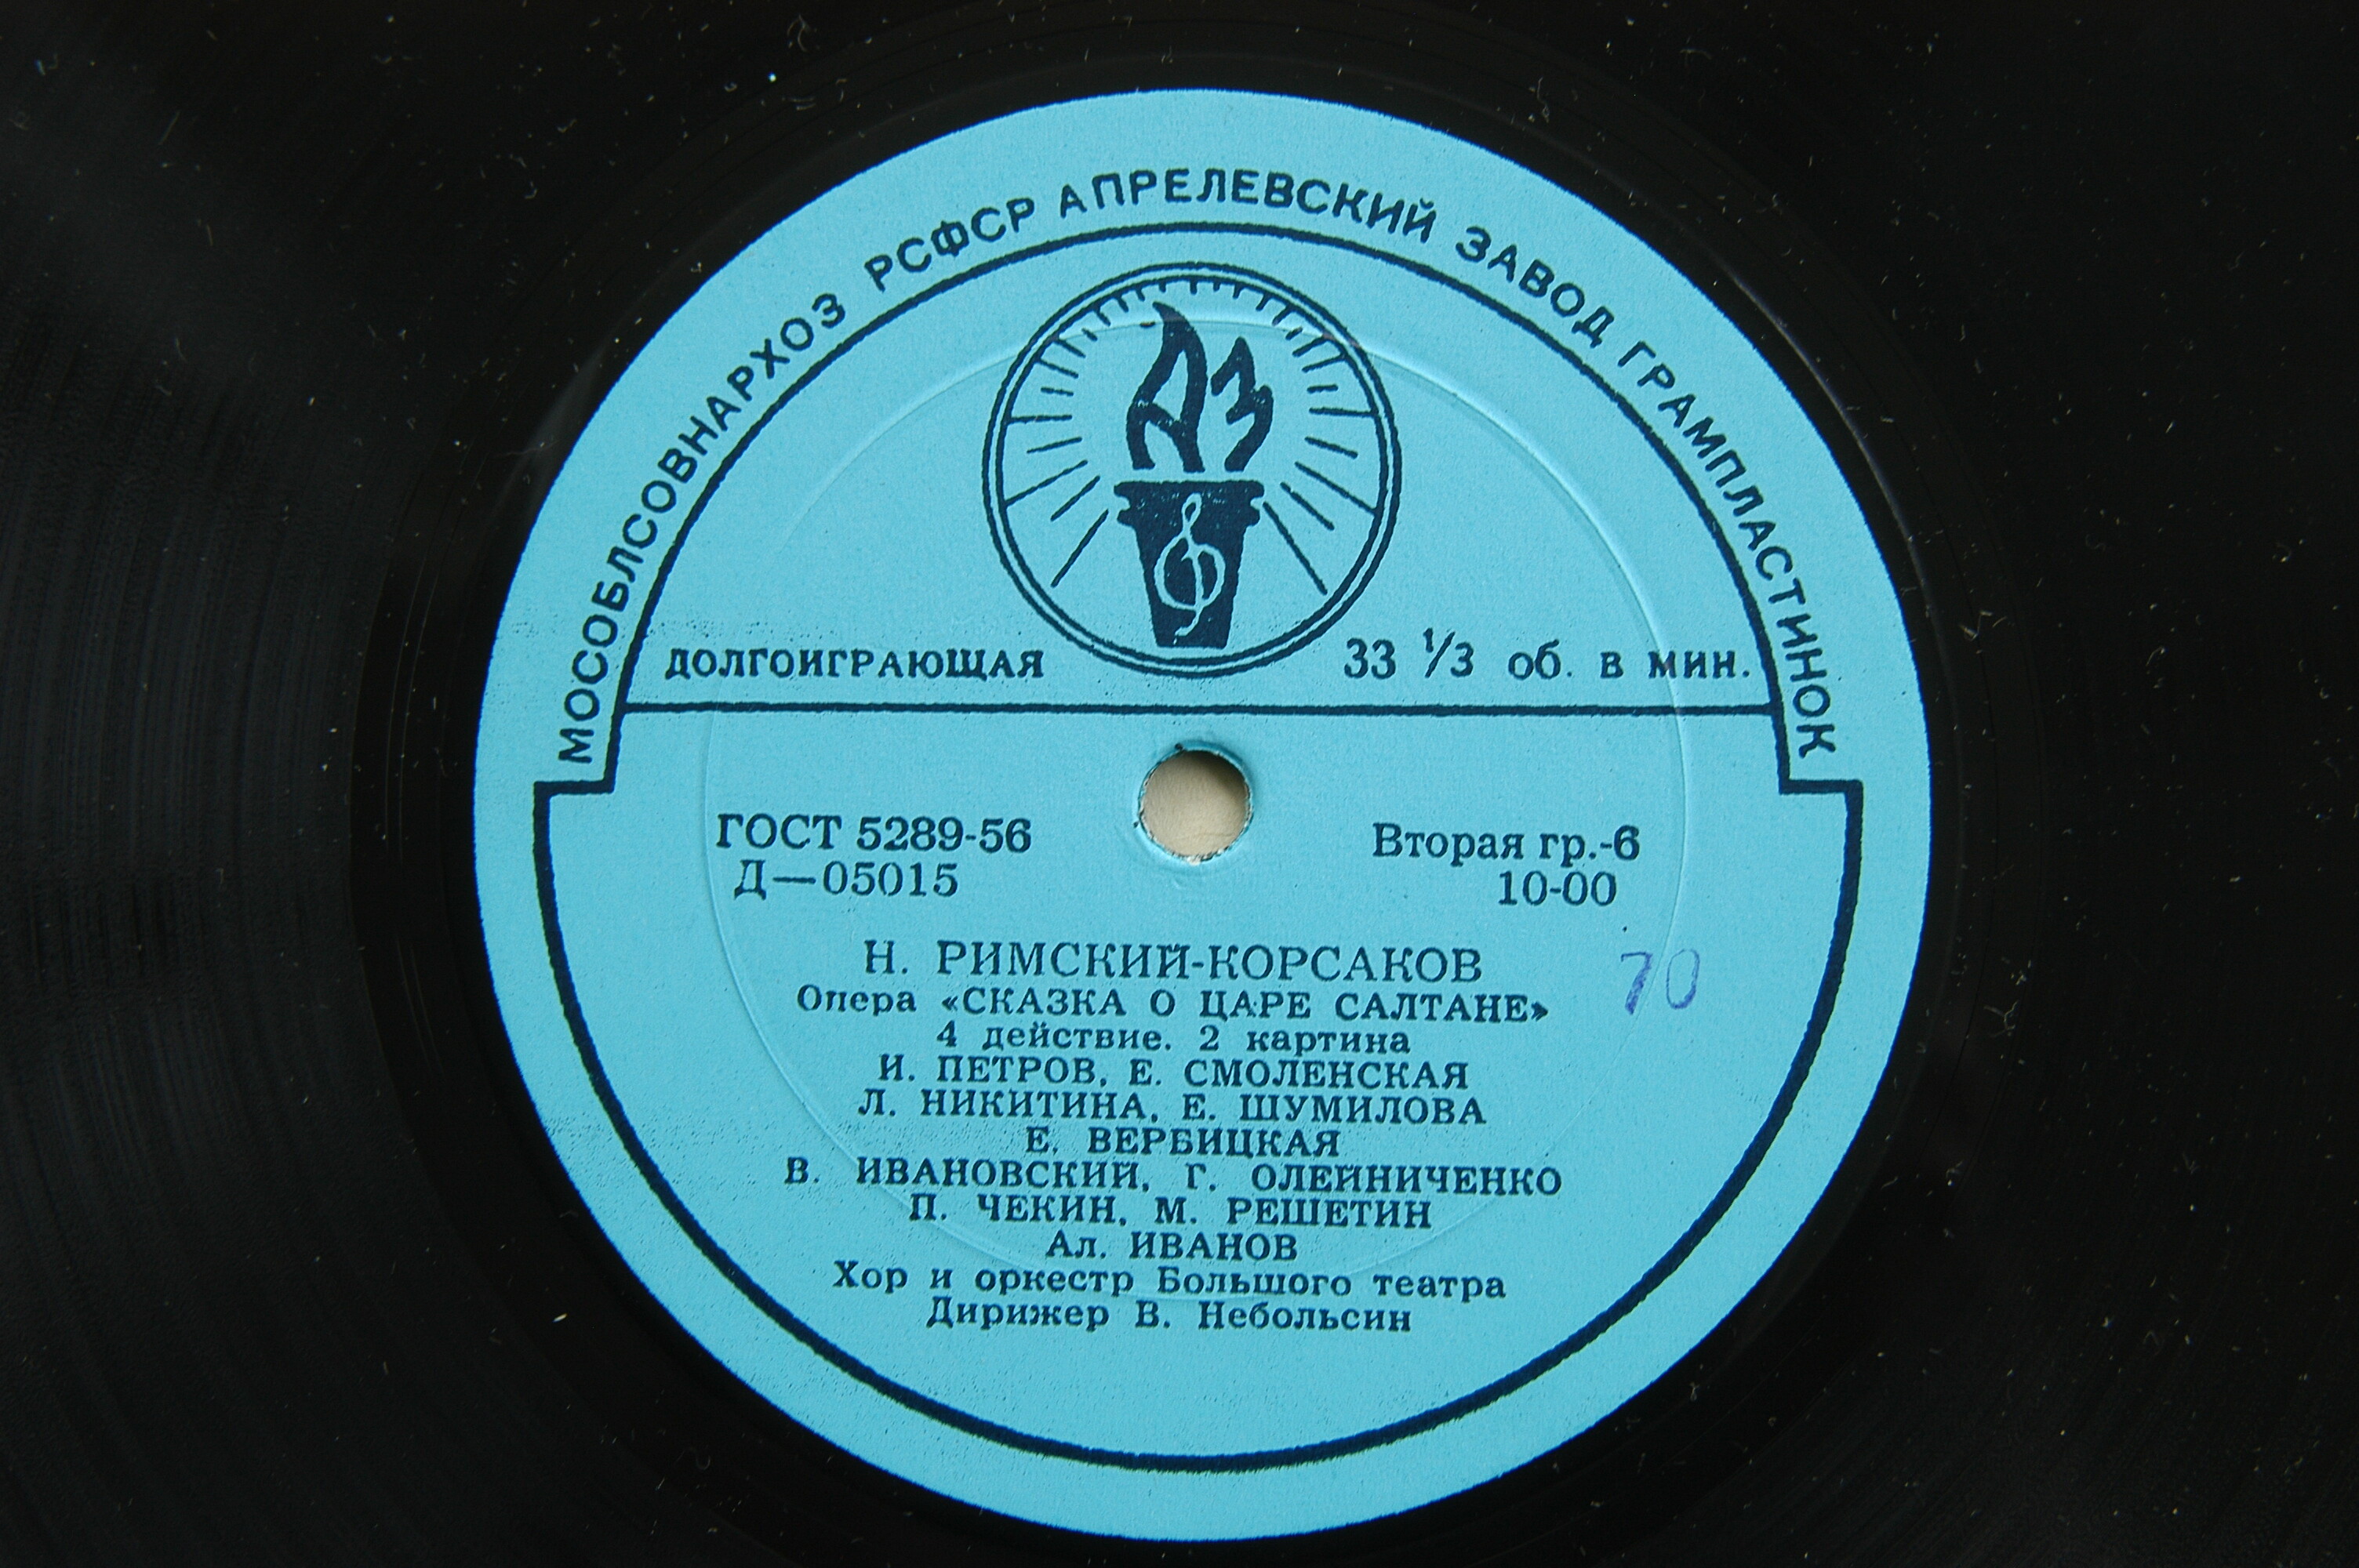 МОСОБЛСОВНАРХОЗ РСФСР АПРЕЛЕВСКИЙ ЗАВОД ГРАМПЛАСТИНОК
АЗ
ДОЛГОИГРАЮЩАЯ 33 1/3 об. в мин.
ГОСТ 5289-56 Вторая гр.-6
Д—05015 10-00
Н. РИМСКИЙ-КОРСАКОВ
70
Опера «СКАЗКА О ЦАРЕ САЛТАНЕ»
4 действие. 2 картина
И. ПЕТРОВ, Е. СМОЛЕНСКАЯ
Л. НИКИТИНА, Е. ШУМИЛОВА
Е. ВЕРБИЦКАЯ
В. ИВАНОВСКИЙ, Г. ОЛЕЙНИЧЕНКО
П. ЧЕКИН, М. РЕШЕТИН
Ал. ИВАНОВ
Хор и оркестр Большого театра
Дирижер В. Небольсин